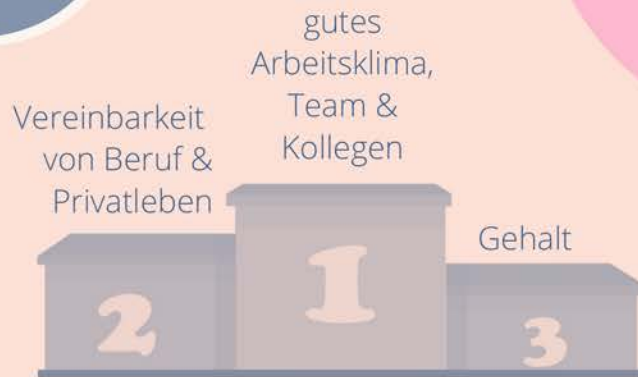 gutes
Arbeitsklima,
Team &
Kollegen
Vereinbarkeit
von Beruf &
Privatleben
Gehalt
1
2
3